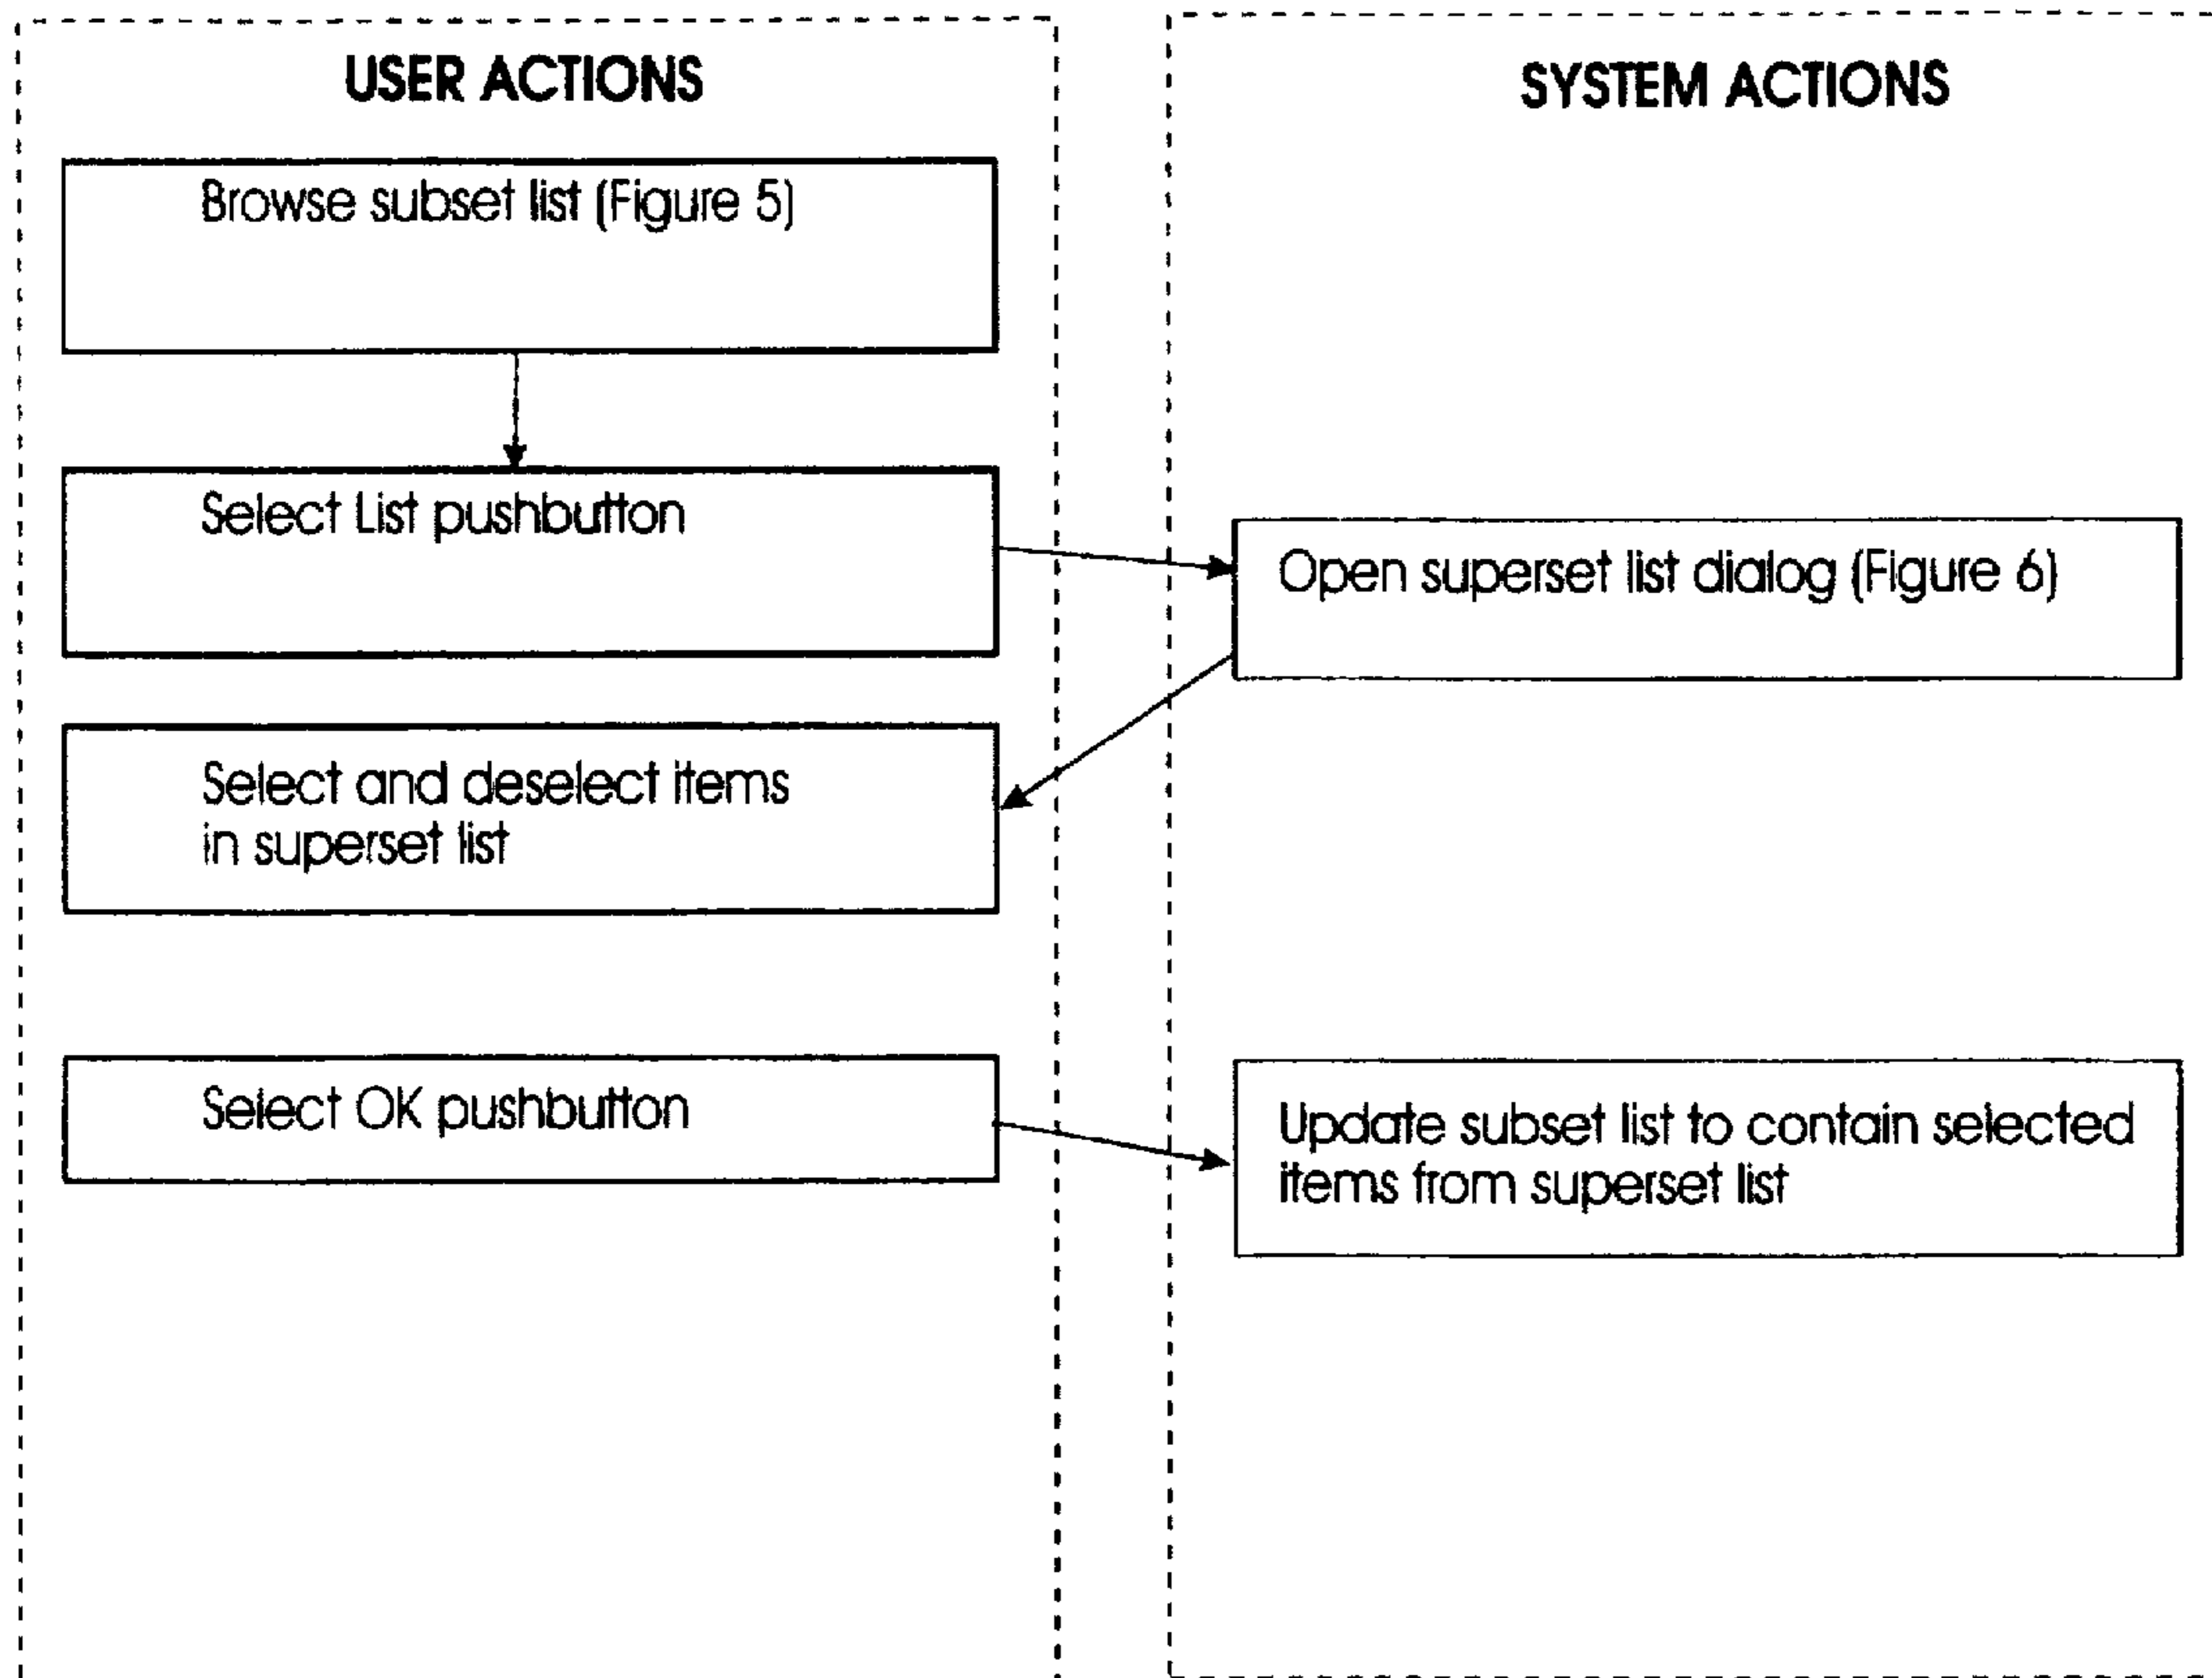 USER ACTIONS
Browse subset list (Figure 5)
Select List pushbutton
Select and deselect items
in superset list
Select OK pushbutton
SYSTEM ACTIONS
Open superset list dialog (Figure 6)
Update subset list to contain selected
items from superset list